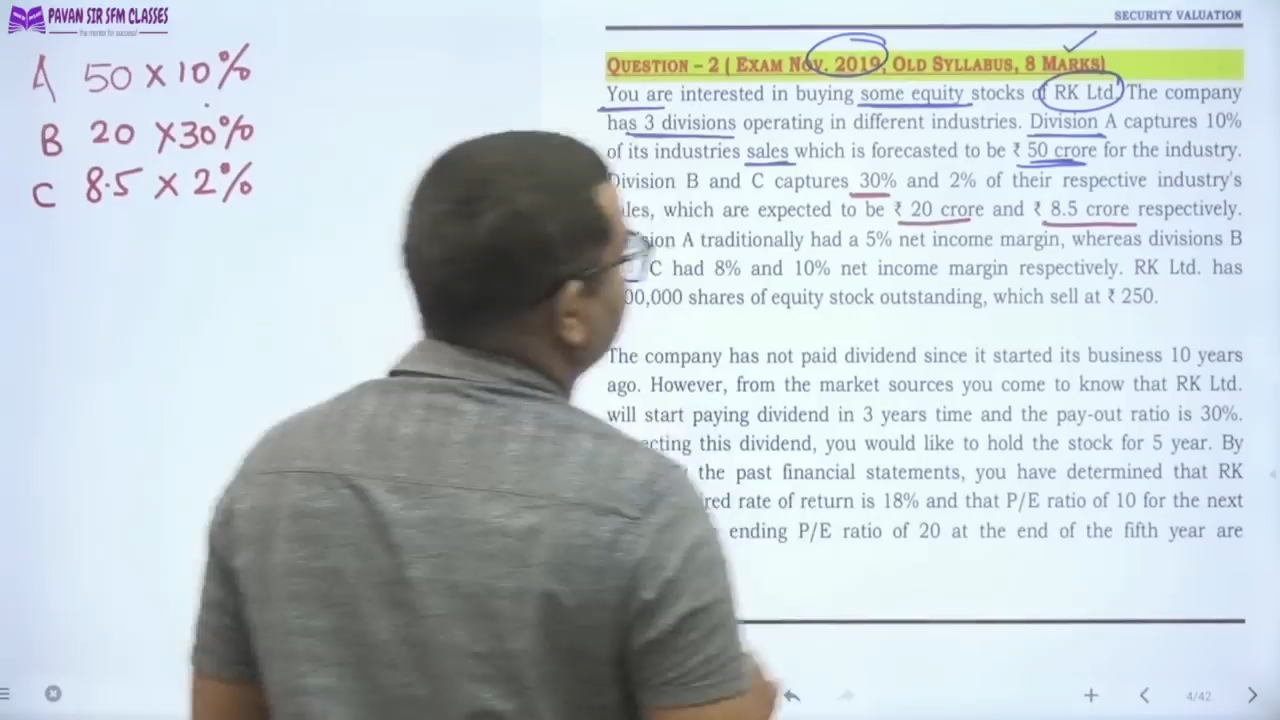 PAVAN SIR SFM CLASSES
the mentor for success!
SECURITY VALUATION
A 50 X 10%
B 20 X 30%
C 8.5 X 2%
QUESTION – 2 ( EXAM NOV. 2019, OLD SYLLABUS, 8 MARKS)
You are interested in buying some equity stocks of RK Ltd. The company
has 3 divisions operating in different industries. Division A captures 10%
of its industries sales which is forecasted to be ₹ 50 crore for the industry.
Division B and C captures 30% and 2% of their respective industry's
which are expected to be ₹ 20 crore and ₹ 8.5 crore respectively.
A traditionally had a 5% net income margin, whereas divisions B
C had 8% and 10% net income margin respectively. RK Ltd. has
00,000 shares of equity stock outstanding, which sell at ₹ 250.
The company has not paid dividend since it started its business 10 years
ago. However, from the market sources you come to know that RK Ltd.
will start paying dividend in 3 years time and the pay-out ratio is 30%.
this dividend, you would like to hold the stock for 5 year. By
the past financial statements, you have determined that RK
rate of return is 18% and that P/E ratio of 10 for the next
ending P/E ratio of 20 at the end of the fifth year are
4/42